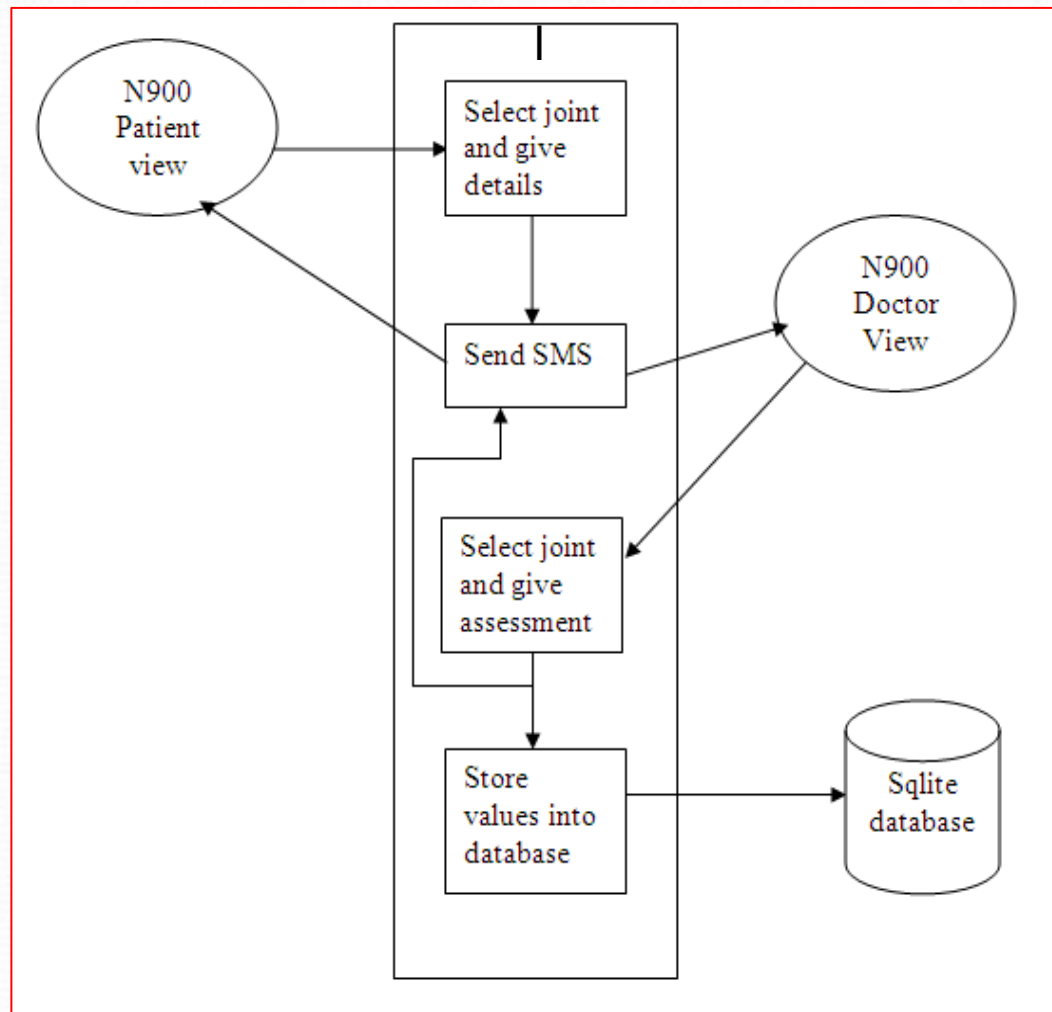 N900
Patient
view
Select joint
and give
details
N900
Doctor
View
Send SMS
Select joint
and give
assessment
Store
values into
database
Sqlite
database